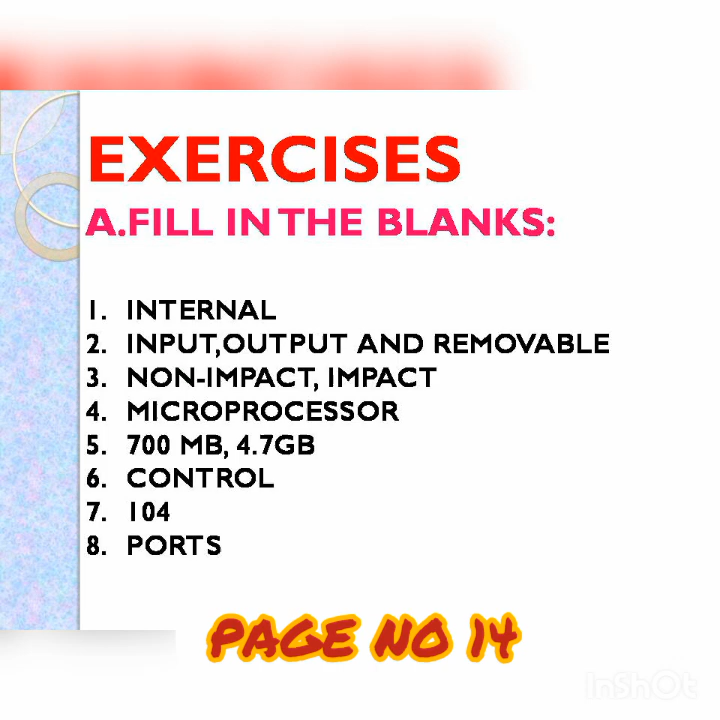 EXERCISES
A.FILL IN THE BLANKS:
1. INTERNAL
2. INPUT,OUTPUT AND REMOVABLE
3. NON-IMPACT, IMPACT
4. MICROPROCESSOR
5. 700 MB, 4.7GB
6. CONTROL
7. 104
8. PORTS
PAGE NO 14
InShOt